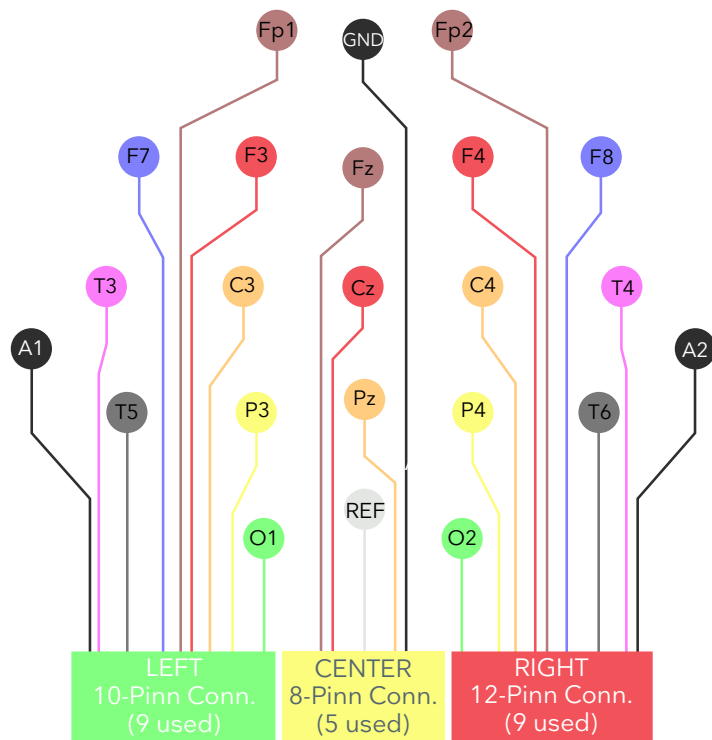 Fp1
GND
Fp2
F7
F3
Fz
F4
F8
T3
C3
Cz
C4
T4
A1
A2
T5
P3
Pz
P4
T6
REF
O1
O2
LEFT
10-Pinn Conn.
(9 used)
CENTER
8-Pinn Conn.
(5 used)
RIGHT
12-Pinn Conn.
(9 used)